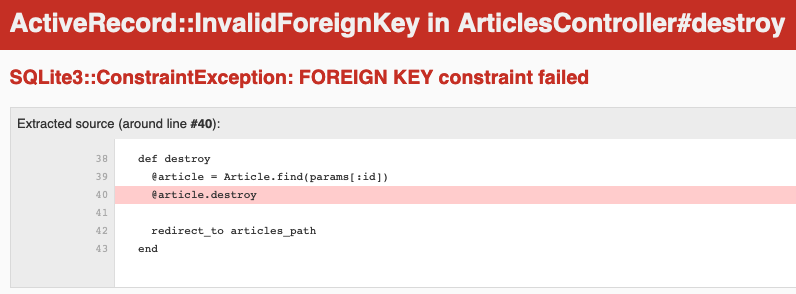 ActiveRecord::InvalidForeignKey in ArticlesController#destroy
SQLite3::ConstraintException: FOREIGN KEY constraint failed
Extracted source (around line #40):
38 def destroy
39 @article = Article.find(params[:id])
40 @article.destroy
41
42 redirect_to articles_path
43 end